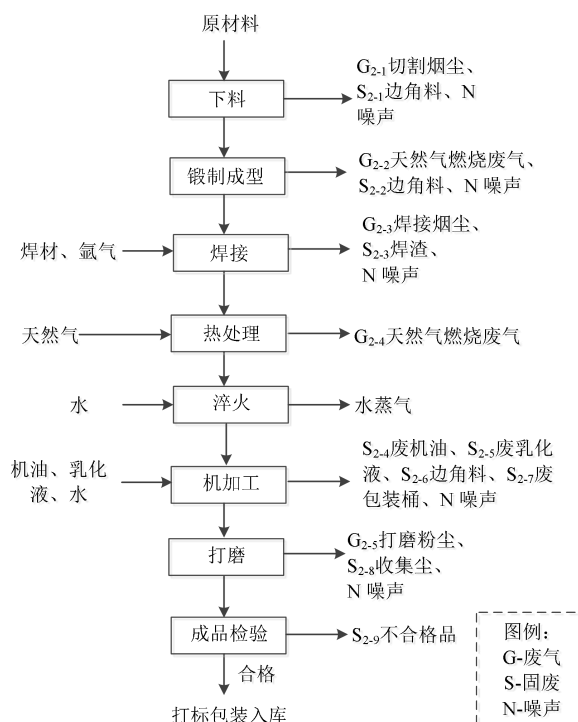 原材料
G2-1切割烟尘、
S2-1边角料、N
噪声
下料
G2-2天然气燃烧废气、
S2-2边角料、N 噪声
锻制成型
G2-3焊接烟尘、
S2-3焊渣、
N 噪声
焊材、氩气
焊接
天然气
热处理
G2-4天然气燃烧废气
水
淬火
水蒸气
机油、乳化
液、水
机加工
S2-4废机油、S2-5废乳化
液、S2-6边角料、S2-7废
包装桶、N 噪声
打磨
G2-5打磨粉尘、
S2-8收集尘、
N 噪声
成品检验
S2-9不合格品
合格
打标包装入库
图例：
G-废气
S-固废
N-噪声